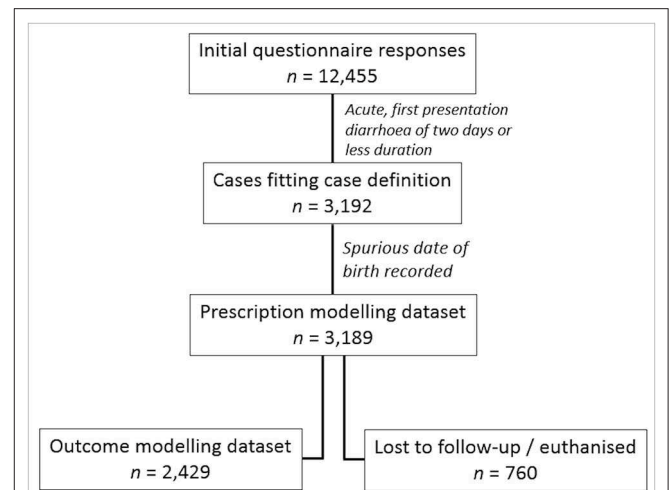 Initial questionnaire responses
n = 12,455
Acute, first presentation
diarrhoea of two days or
less duration
Cases fitting case definition
n = 3,192
Spurious date of
birth recorded
Prescription modelling dataset
n = 3,189
Outcome modelling dataset
n = 2,429
Lost to follow-up / euthanised
n = 760